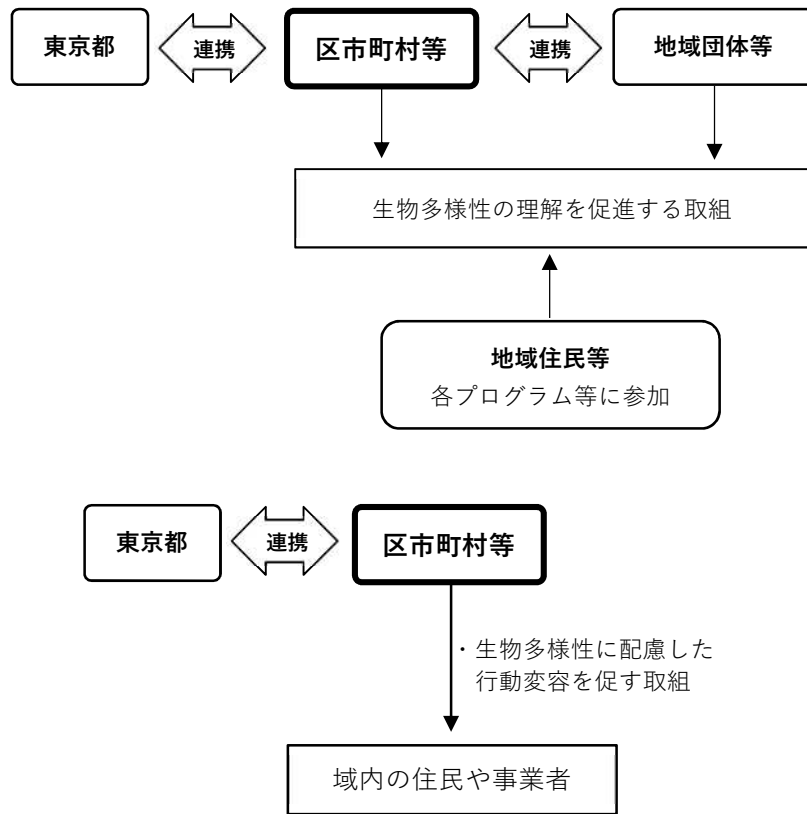 東京都
連携
区市町村等
連携
地域団体等
生物多様性の理解を促進する取組
地域住民等
各プログラム等に参加
東京都
連携
区市町村等
・生物多様性に配慮した
行動変容を促す取組
域内の住民や事業者